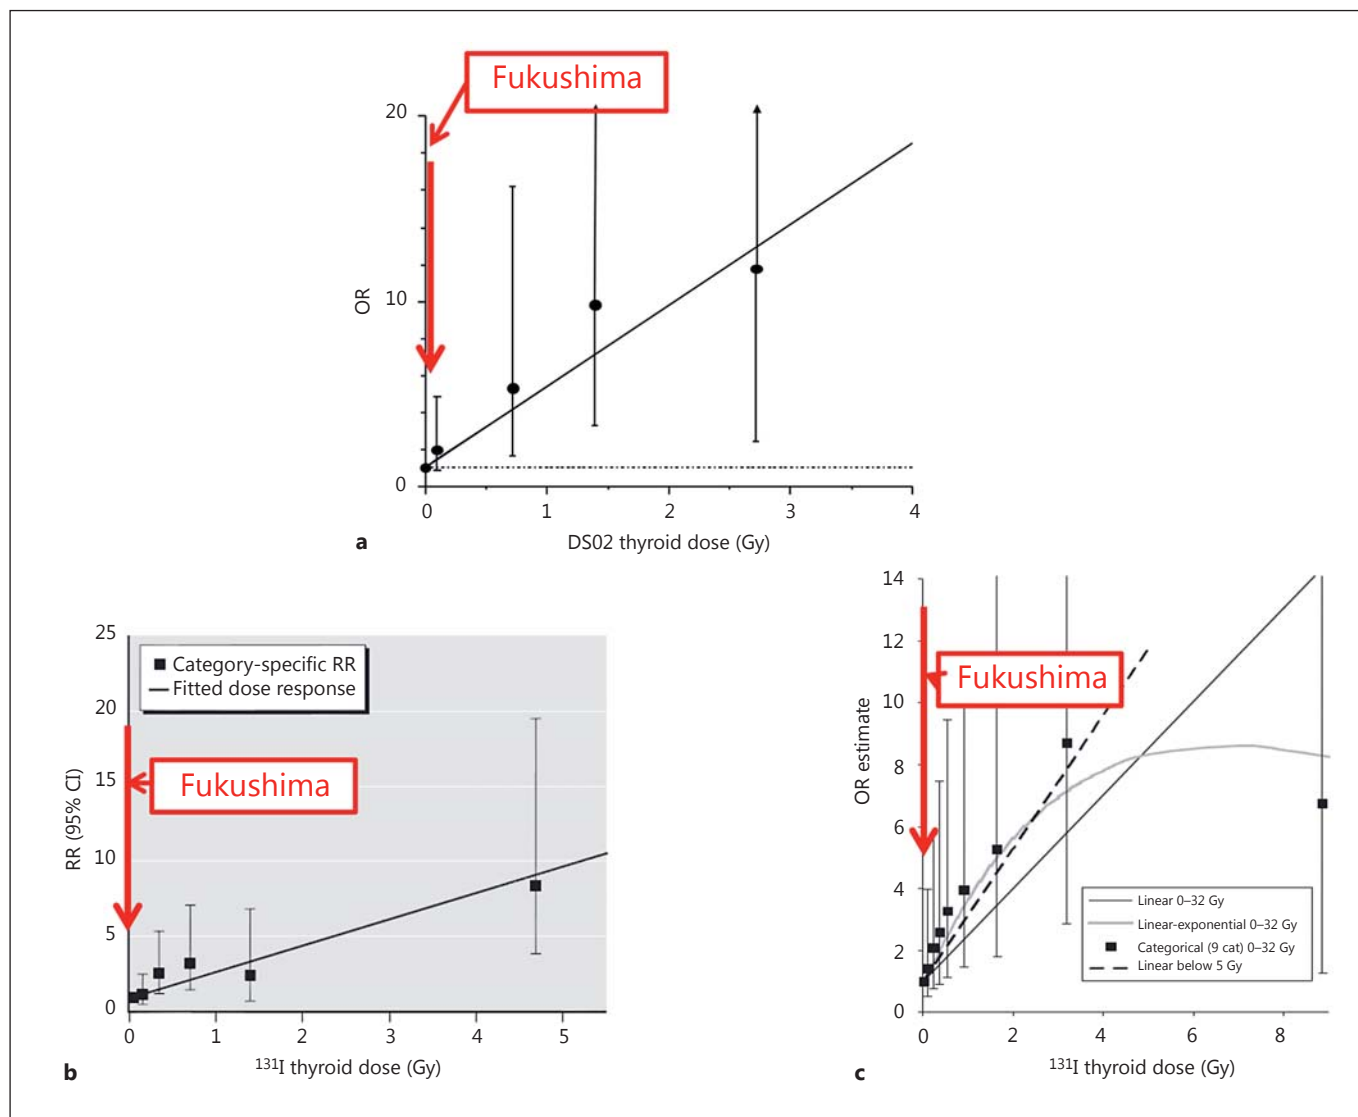 Fukushima
20
10
0
OR
0 1 2 3 4
DS02 thyroid dose (Gy)
a
25
20
15
10
5
0
RR (95% CI)
Category-specific RR
Fitted dose response
Fukushima
0 1 2 3 4 5
131I thyroid dose (Gy)
b
14
12
10
8
6
4
2
0
OR estimate
Fukushima
Linear 0–32 Gy
Linear-exponential 0–32 Gy
Categorical (9 cat) 0–32 Gy
Linear below 5 Gy
0 2 4 6 8
131I thyroid dose (Gy)
c